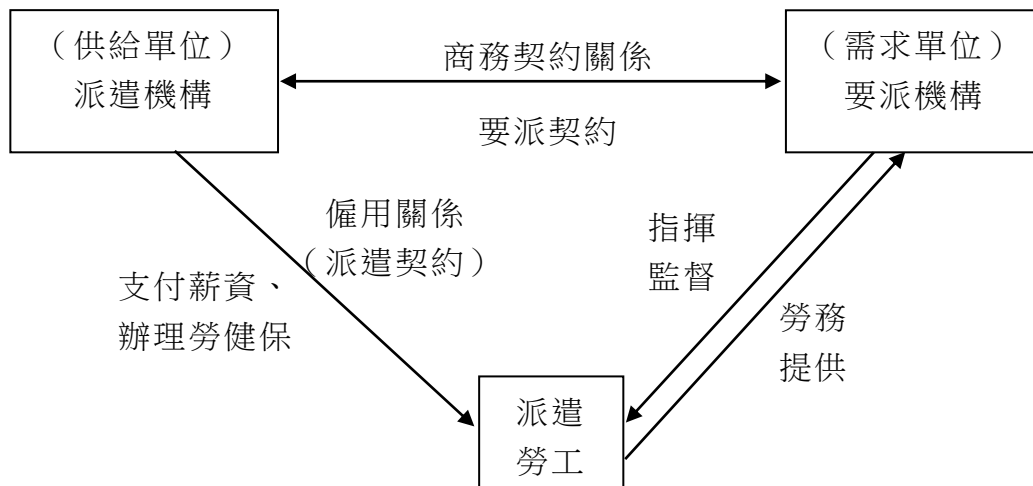 （供給單位）
派遣機構
商務契約關係
要派契約
（需求單位）
要派機構
僱用關係
（派遣契約）
支付薪資、
辦理勞健保
指揮
監督
勞務
提供
派遣
勞工